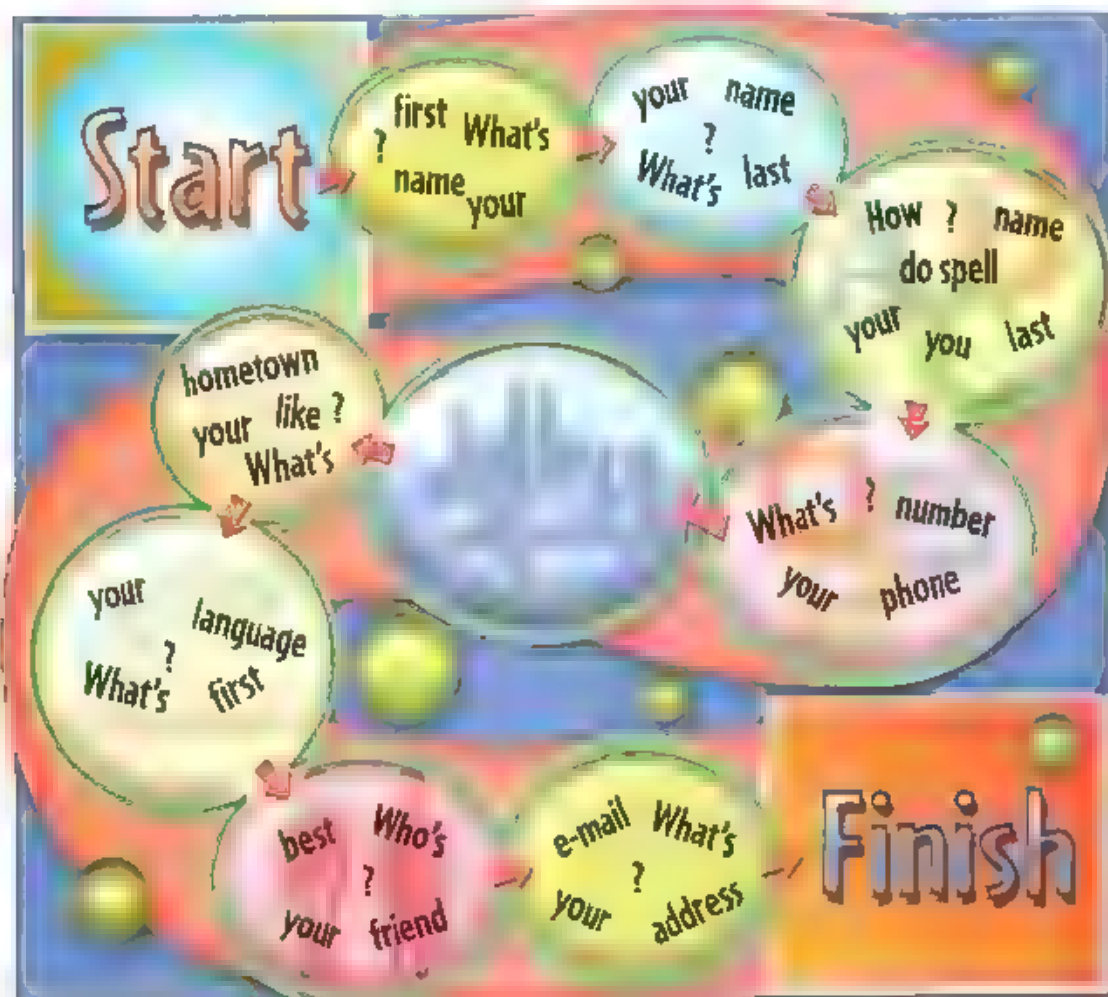 Start
? first What's
name your
your name
?
What's last
How ? name
do spell
your you last
What's ? number
your phone
hometown
your like ?
What's
your language
?
What's first
best Who's
?
your friend
e-mail What's
?
your address
Finish